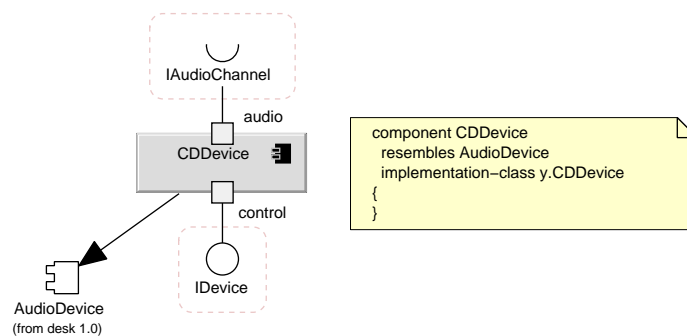 IAudioChannel
audio
CDDevice
control
IDevice
AudioDevice
(from desk 1.0)
component CDDevice
resembles AudioDevice
implementation−class y.CDDevice
{
}